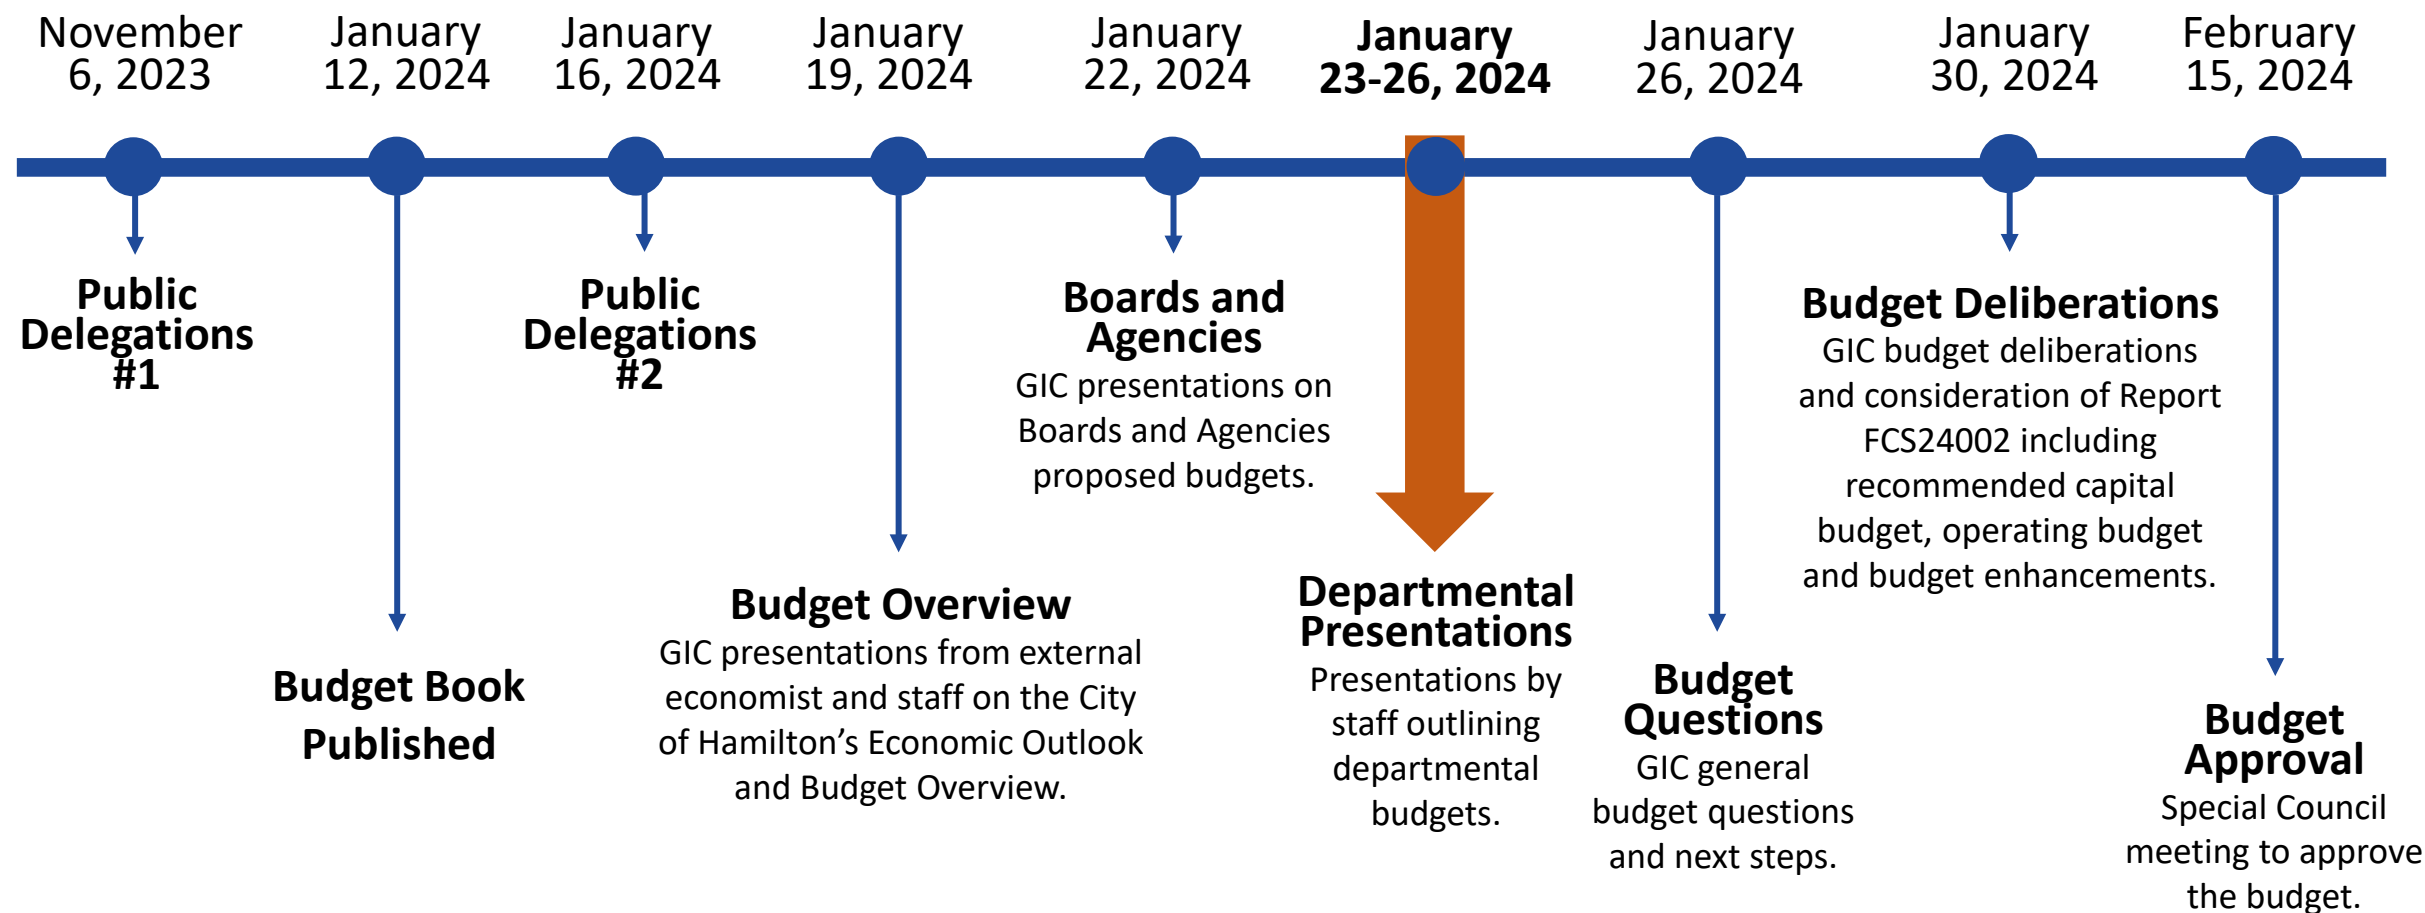 November
6, 2023
January
12, 2024
January
16, 2024
January
19, 2024
January
22, 2024
January
23-26, 2024
January
26, 2024
January
30, 2024
February
15, 2024
Public
Delegations
#1
Budget Book
Published
Public
Delegations
#2
Budget Overview
GIC presentations from external
economist and staff on the City
of Hamilton’s Economic Outlook
and Budget Overview.
Boards and
Agencies
GIC presentations on
Boards and Agencies
proposed budgets.
Departmental
Presentations
Presentations by
staff outlining
departmental
budgets.
Budget
Questions
GIC general
budget questions
and next steps.
Budget Deliberations
GIC budget deliberations
and consideration of Report
FCS24002 including
recommended capital
budget, operating budget
and budget enhancements.
Budget
Approval
Special Council
meeting to approve
the budget.